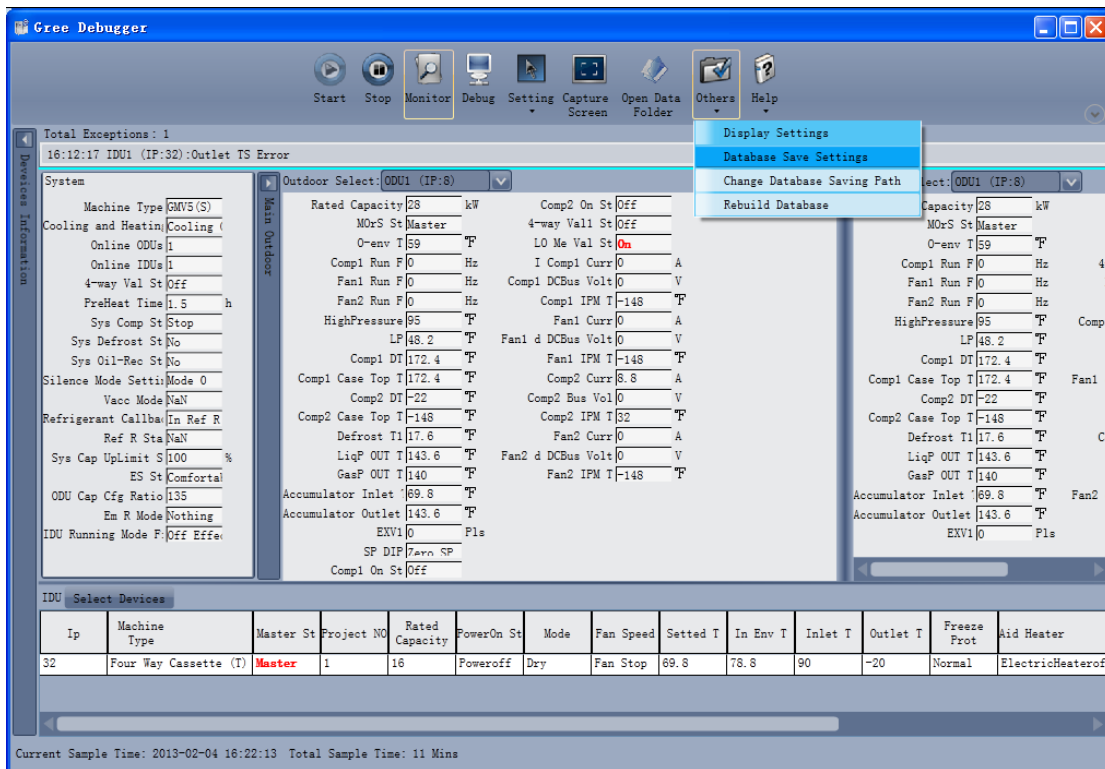 Gree Debugger
Start Stop Monitor Debug Setting Capture Screen Open Data Folder Others Help
Display Settings
Database Save Settings
Change Database Saving Path
Rebuild Database
Total Exceptions: 1
16:12:17 IDU1 (IP:32):Outlet TS Error
Deveices Information
System
Machine Type GMV5(S)
Cooling and Heatin Cooling (
Online ODUs 1
Online IDUs 1
4-way Val St Off
PreHeat Time 1.5 h
Sys Comp St Stop
Sys Defrost St No
Sys Oil-Rec St No
Silence Mode Setti Mode 0
Vacc Mode NaN
Refrigerant Callba In Ref R
Ref R Sta NaN
Sys Cap UpLimit S 100 %
ES St Comforta
ODU Cap Cfg Ratio 135
Em R Mode Nothing
IDU Running Mode F: Off Effe
Main Outdoor
Outdoor Select: ODU1 (IP:8)
Rated Capacity 28 kW Comp2 On St Off
MOrS St Master 4-way Val1 St Off
O-env T 59 ℉ LO Me Val St On
Comp1 Run F 0 Hz I Comp1 Curr 0 A
Fan1 Run F 0 Hz Comp1 DCBus Volt 0 V
Fan2 Run F 0 Hz Comp1 IPM T -148 ℉
HighPressure 95 ℉ Fan1 Curr 0 A
LP 48.2 ℉ Fan1 d DCBus Volt 0 V
Comp1 DT 172.4 ℉ Fan1 IPM T -148 ℉
Comp1 Case Top T 172.4 ℉ Comp2 Curr 8.8 A
Comp2 DT -22 ℉ Comp2 Bus Vol 0 V
Comp2 Case Top T -148 ℉ Comp2 IPM T 32 ℉
Defrost T1 17.6 ℉ Fan2 Curr 0 A
LiqP OUT T 143.6 ℉ Fan2 d DCBus Volt 0 V
GasP OUT T 140 ℉ Fan2 IPM T -148 ℉
Accumulator Inlet 69.8 ℉
Accumulator Outlet 143.6 ℉
EXV1 0 Pls
SP DIP Zero SP
Comp1 On St Off
lect: ODU1 (IP:8)
Capacity 28 kW
MOrS St Master
O-env T 59 ℉
Comp1 Run F 0 Hz 4
Fan1 Run F 0 Hz
Fan2 Run F 0 Hz
HighPressure 95 ℉ Comp
LP 48.2 ℉
Comp1 DT 172.4 ℉
Comp1 Case Top T 172.4 ℉ Fan1
Comp2 DT -22 ℉
Comp2 Case Top T -148 ℉
Defrost T1 17.6 ℉ C
LiqP OUT T 143.6 ℉
GasP OUT T 140 ℉
Accumulator Inlet 69.8 ℉ Fan2
Accumulator Outlet 143.6 ℉
EXV1 0 Pls
IDU Select Devices
Ip Machine Type Master St Project NO Rated Capacity PowerOn St Mode Fan Speed Setted T In Env T Inlet T Outlet T Freeze Prot Aid Heater
32 Four Way Cassette (T) Master 1 16 Poweroff Dry Fan Stop 69.8 78.8 90 -20 Normal ElectricHeaterof
Current Sample Time: 2013-02-04 16:22:13 Total Sample Time: 11 Mins